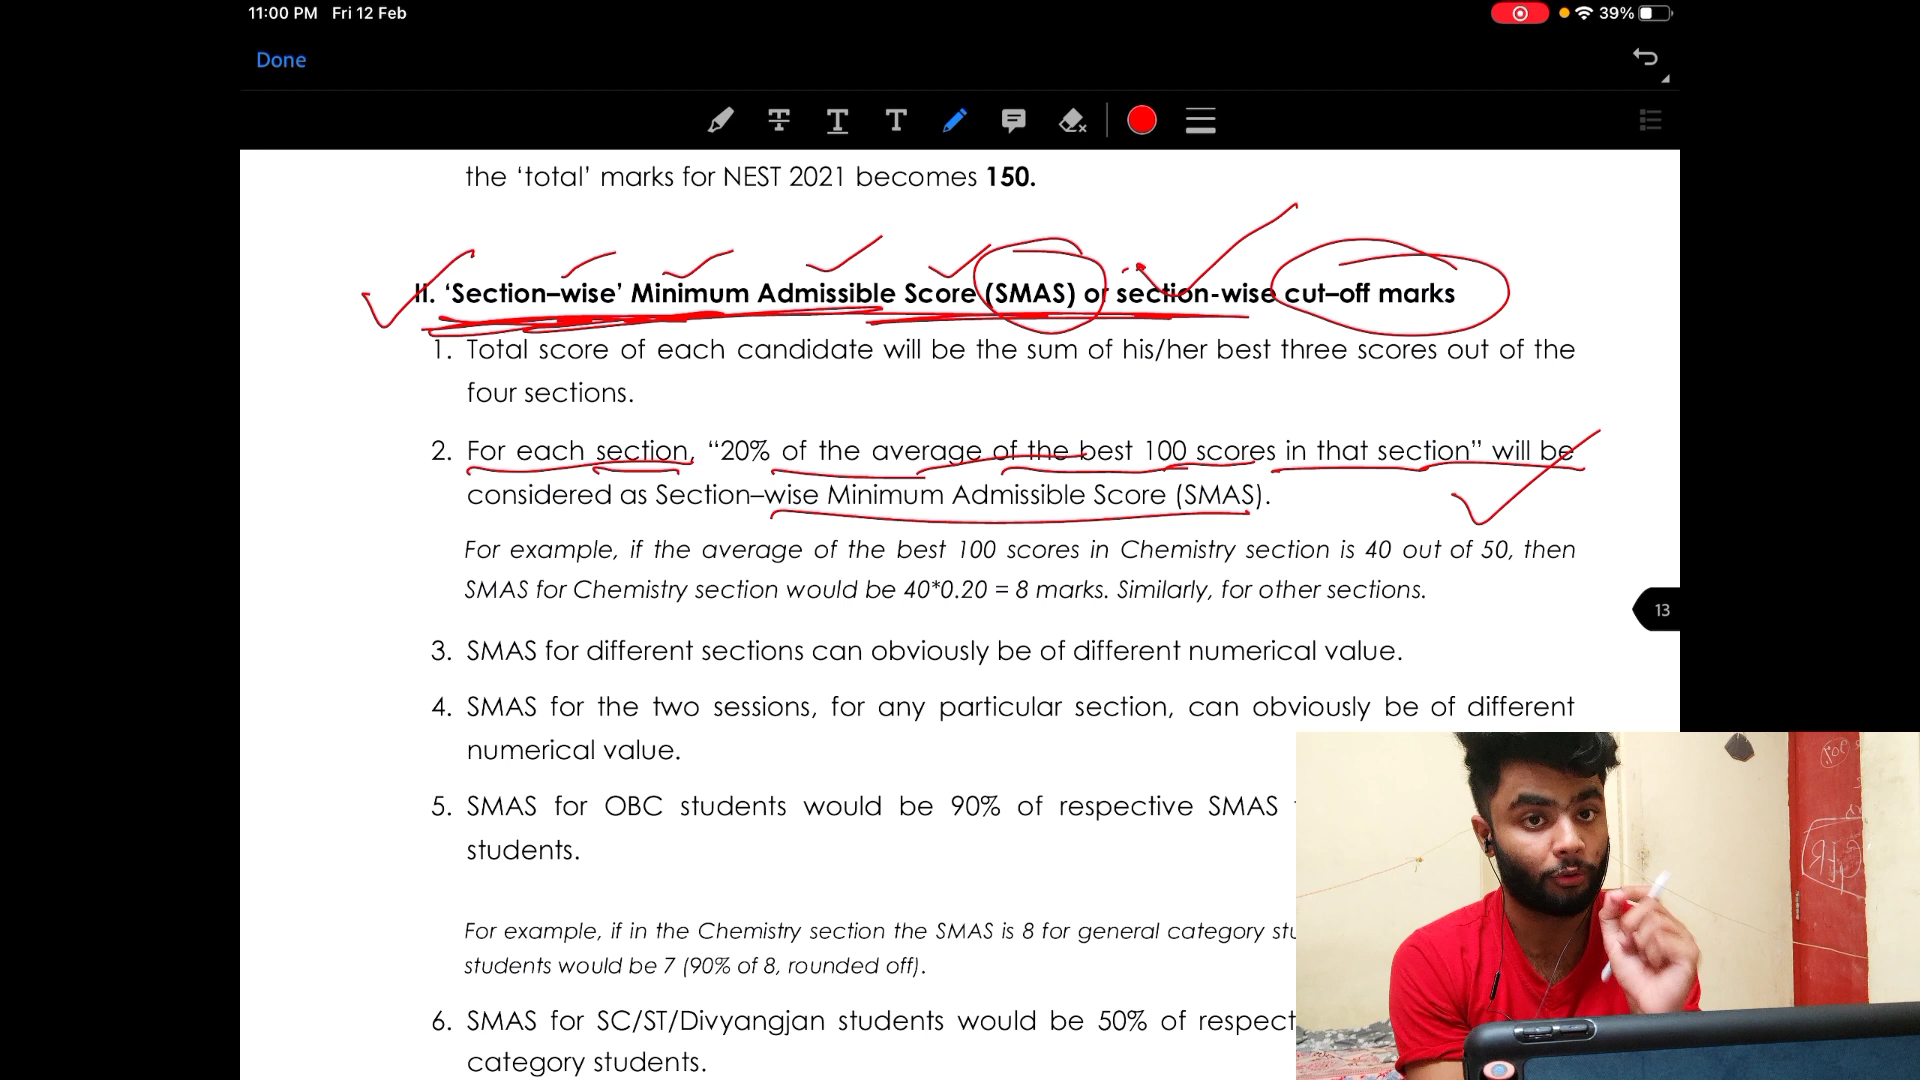 11:00 PM Fri 12 Feb
39%
Done
the ‘total’ marks for NEST 2021 becomes 150.
II. ‘Section–wise’ Minimum Admissible Score (SMAS) or section-wise cut–off marks
1. Total score of each candidate will be the sum of his/her best three scores out of the
four sections.
2. For each section, “20% of the average of the best 100 scores in that section” will be
considered as Section–wise Minimum Admissible Score (SMAS).
For example, if the average of the best 100 scores in Chemistry section is 40 out of 50, then
SMAS for Chemistry section would be 40*0.20 = 8 marks. Similarly, for other sections.
13
3. SMAS for different sections can obviously be of different numerical value.
4. SMAS for the two sessions, for any particular section, can obviously be of different
numerical value.
5. SMAS for OBC students would be 90% of respective SMAS
students.
For example, if in the Chemistry section the SMAS is 8 for general category stu
students would be 7 (90% of 8, rounded off).
6. SMAS for SC/ST/Divyangjan students would be 50% of respect
category students.